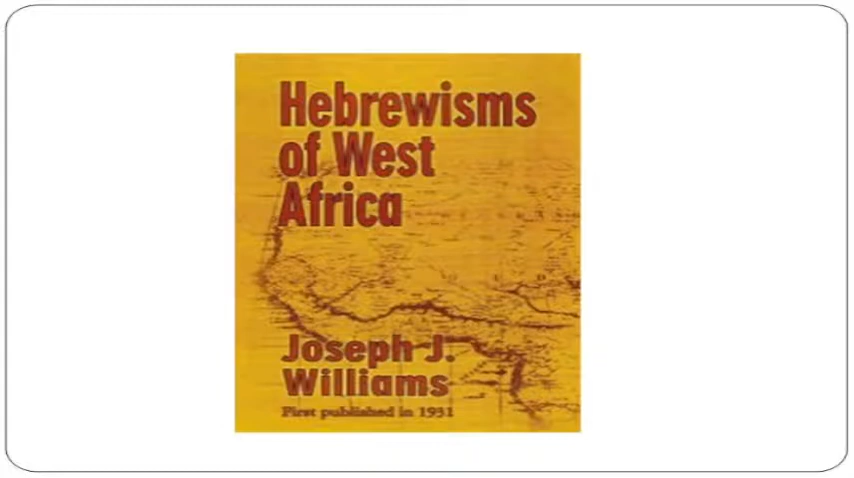 Hebrewisms
of West
Africa
Joseph J.
Williams
First published in 1931